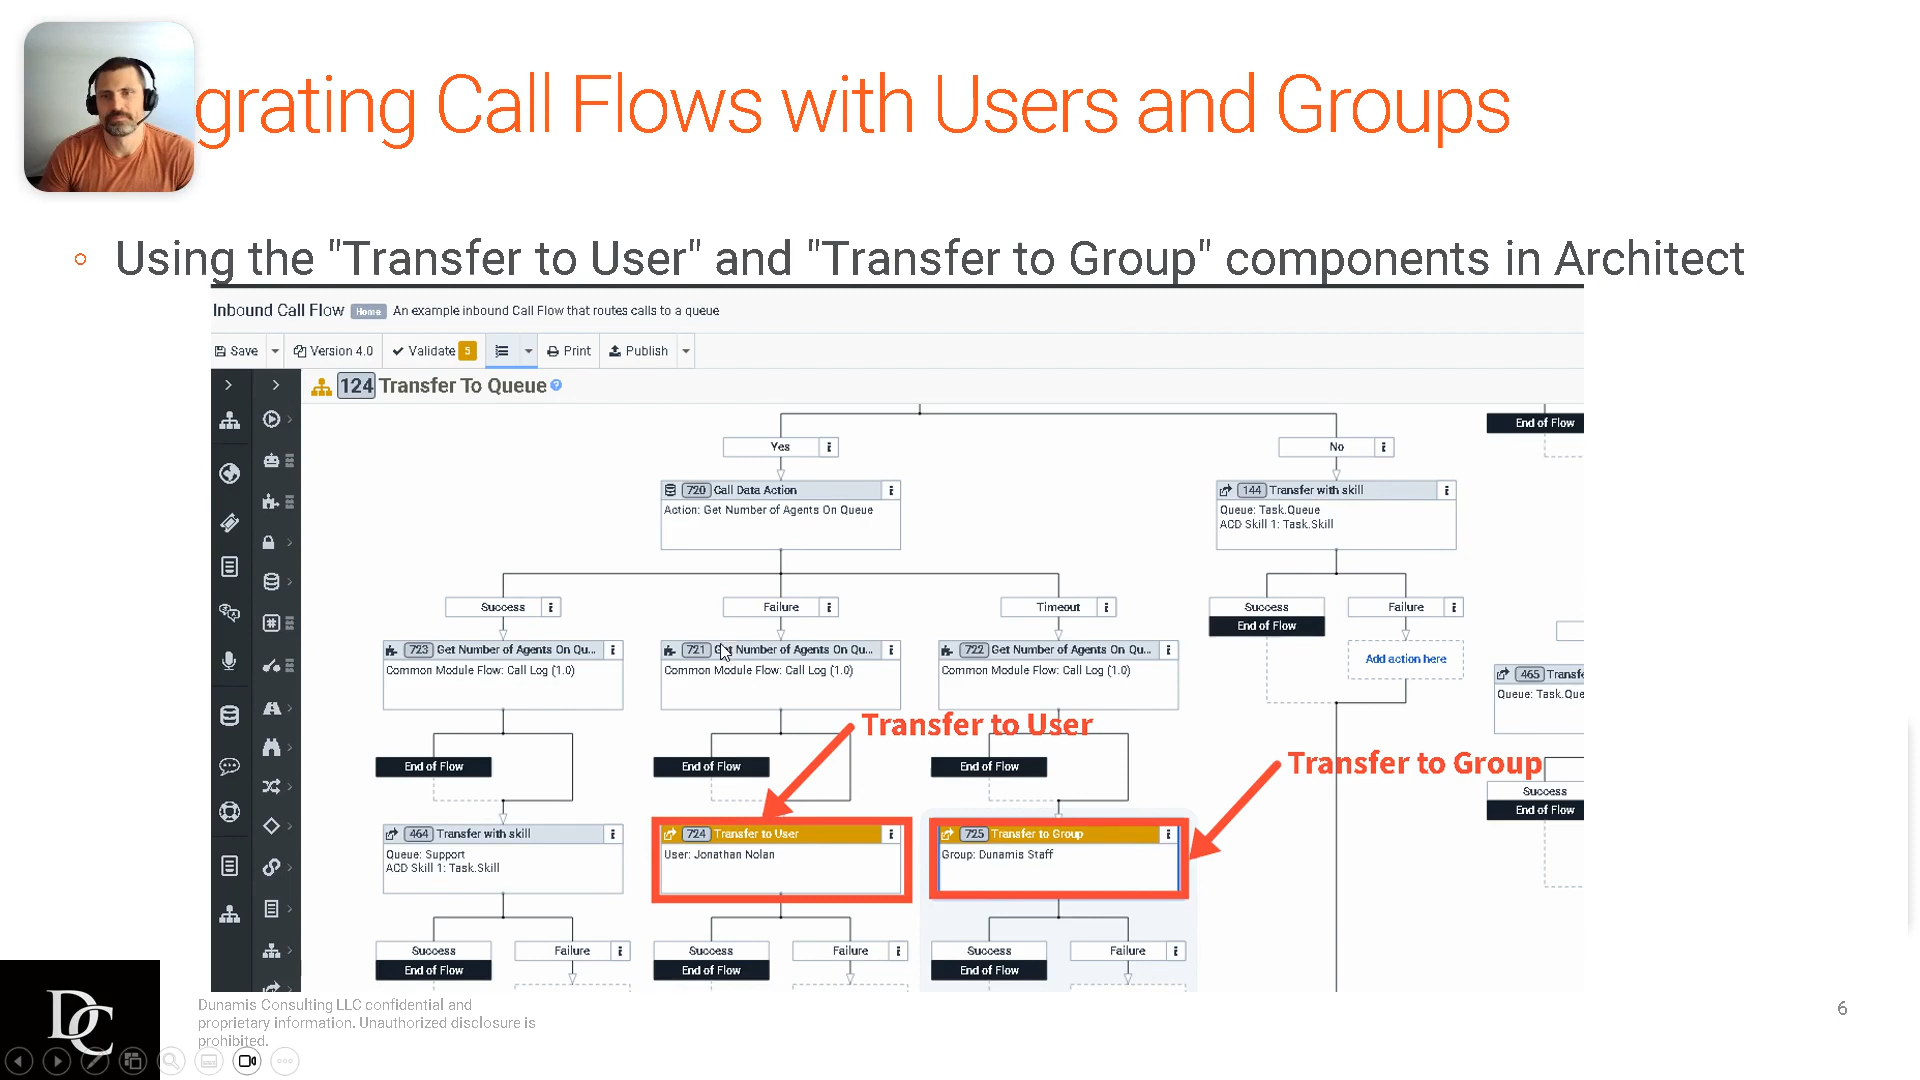 grating Call Flows with Users and Groups
Using the "Transfer to User" and "Transfer to Group" components in Architect
Inbound Call Flow Home An example inbound Call Flow that routes calls to a queue
Save Version 4.0 Validate 5 Print Publish
124 Transfer To Queue
End of Flow
Yes
No
720 Call Data Action
Action: Get Number of Agents On Queue
144 Transfer with skill
Queue: Task.Queue
ACD Skill 1: Task.Skill
Success
Failure
Timeout
Success
End of Flow
Failure
Add action here
723 Get Number of Agents On Qu...
Common Module Flow: Call Log (1.0)
721 Get Number of Agents On Qu...
Common Module Flow: Call Log (1.0)
722 Get Number of Agents On Qu...
Common Module Flow: Call Log (1.0)
465 Transfe
Queue: Task.Que
Transfer to User
Transfer to Group
End of Flow
End of Flow
End of Flow
Success
End of Flow
464 Transfer with skill
Queue: Support
ACD Skill 1: Task.Skill
724 Transfer to User
User: Jonathan Nolan
725 Transfer to Group
Group: Dunamis Staff
Success
End of Flow
Failure
Success
End of Flow
Failure
Success
End of Flow
Failure
DC
Dunamis Consulting LLC confidential and
proprietary information. Unauthorized disclosure is
prohibited.
6